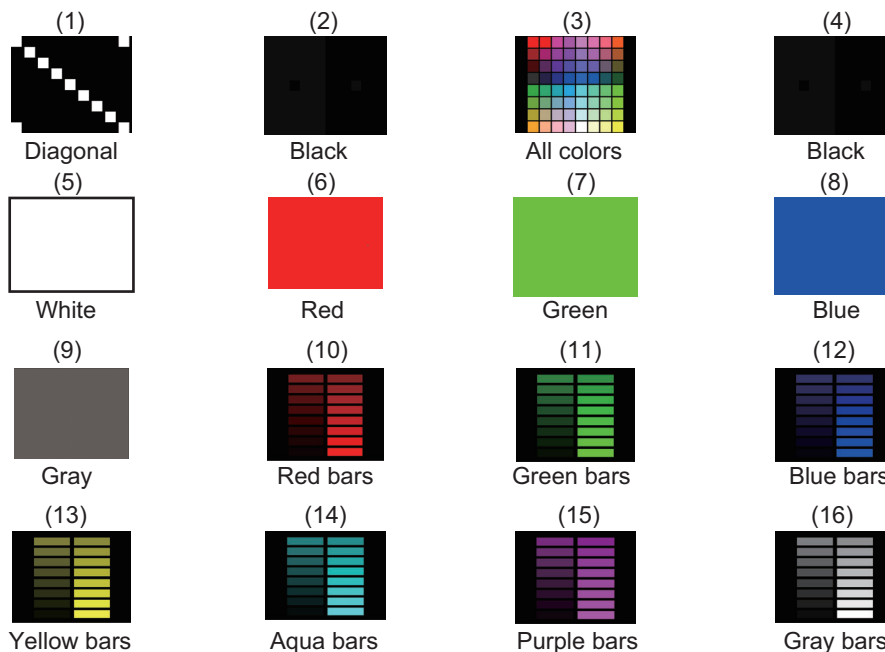 (1) (2) (3) (4)
Diagonal Black All colors Black
(5) (6) (7) (8)
White Red Green Blue
(9) (10) (11) (12)
Gray Red bars Green bars Blue bars
(13) (14) (15) (16)
Yellow bars Aqua bars Purple bars Gray bars